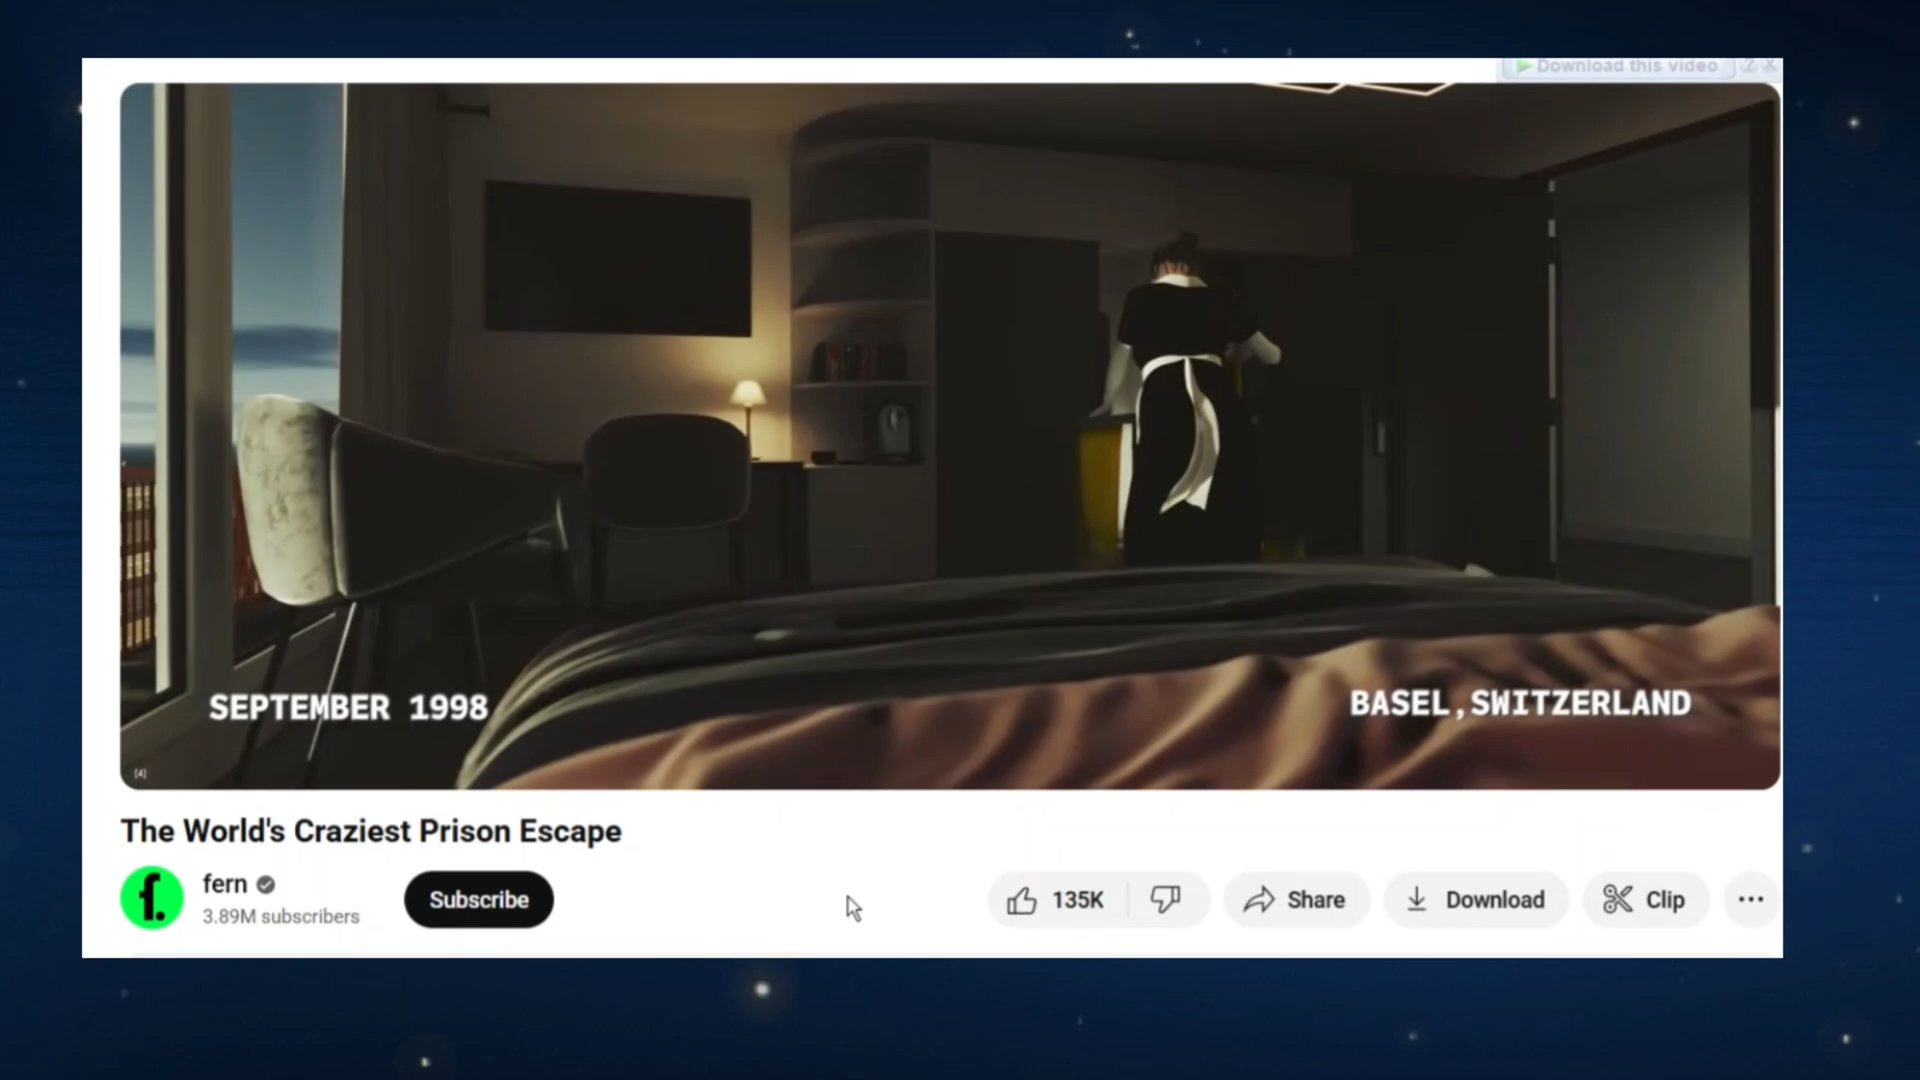 Download this video ? X
SEPTEMBER 1998
BASEL,SWITZERLAND
[4]
The World's Craziest Prison Escape
f.
fern
3.89M subscribers
Subscribe
135K
Share
Download
Clip